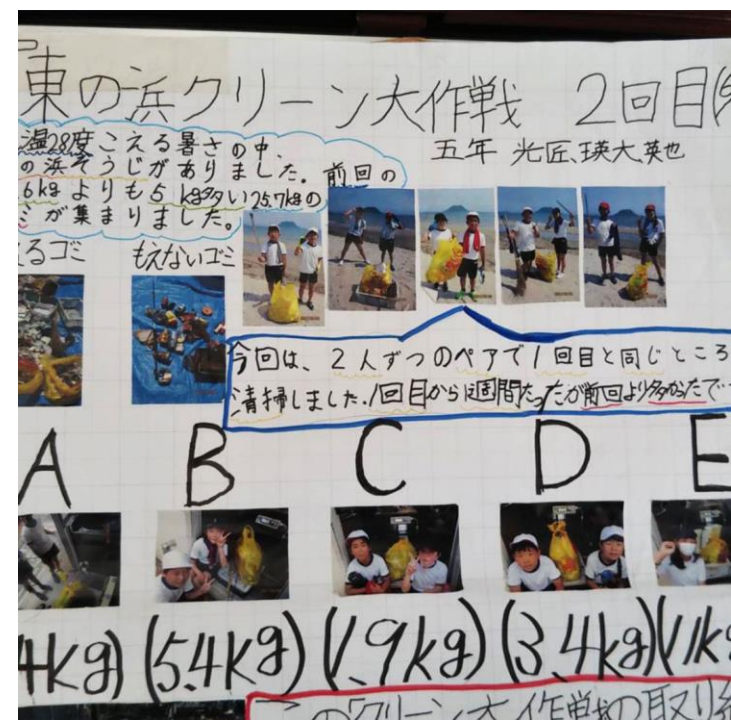 東の浜クリーン大作戦 2回目
温28度こえる暑さの中、
の浜そうじがありました。前回の
6kgよりも5kg多い25.7kgの
ミが集まりました。
五年 光匠、瑛大、英也
るゴミ もえないゴミ
今回は、2人ずつのペアで1回目と同じところ
清掃しました。1回目から1週間たったが前回より多かったで
A B C D E
4kg) (5.4kg) (1.9kg) (3.4kg) (1.1k
このクリーン大作戦の取り組